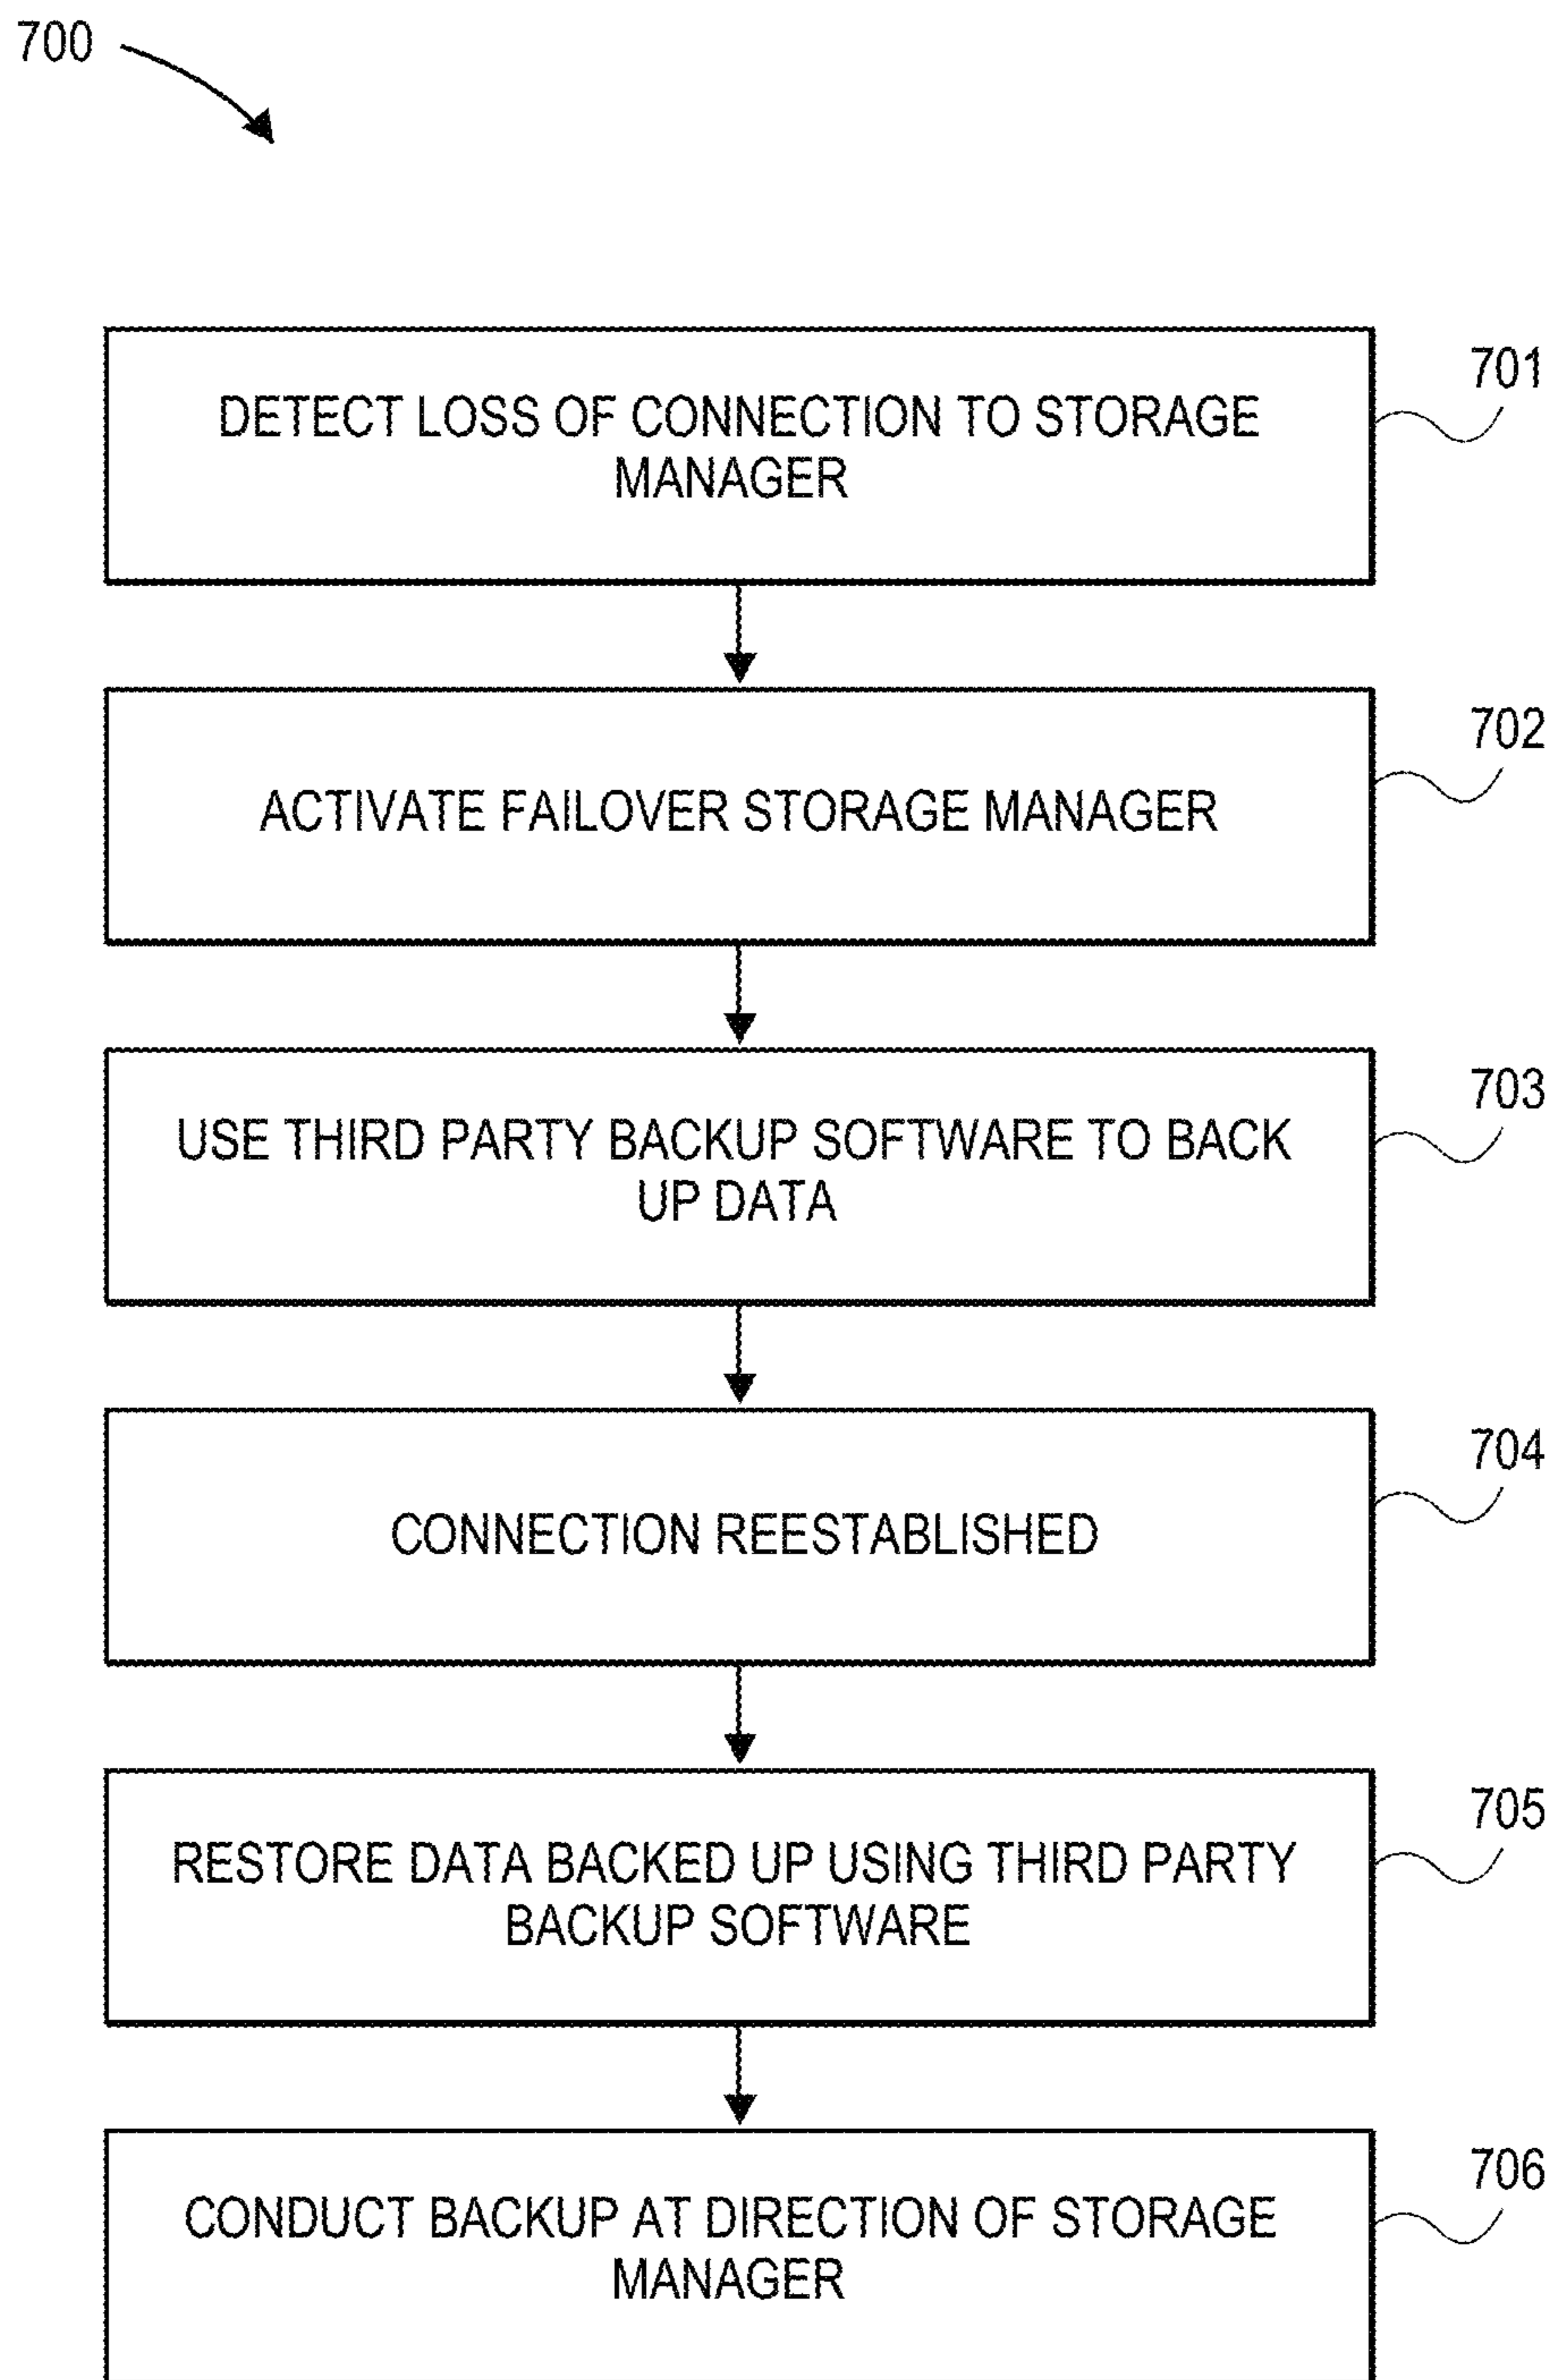 700
DETECT LOSS OF CONNECTION TO STORAGE
MANAGER
701
ACTIVATE FAILOVER STORAGE MANAGER
702
USE THIRD PARTY BACKUP SOFTWARE TO BACK
UP DATA
703
CONNECTION REESTABLISHED
704
RESTORE DATA BACKED UP USING THIRD PARTY
BACKUP SOFTWARE
705
CONDUCT BACKUP AT DIRECTION OF STORAGE
MANAGER
706